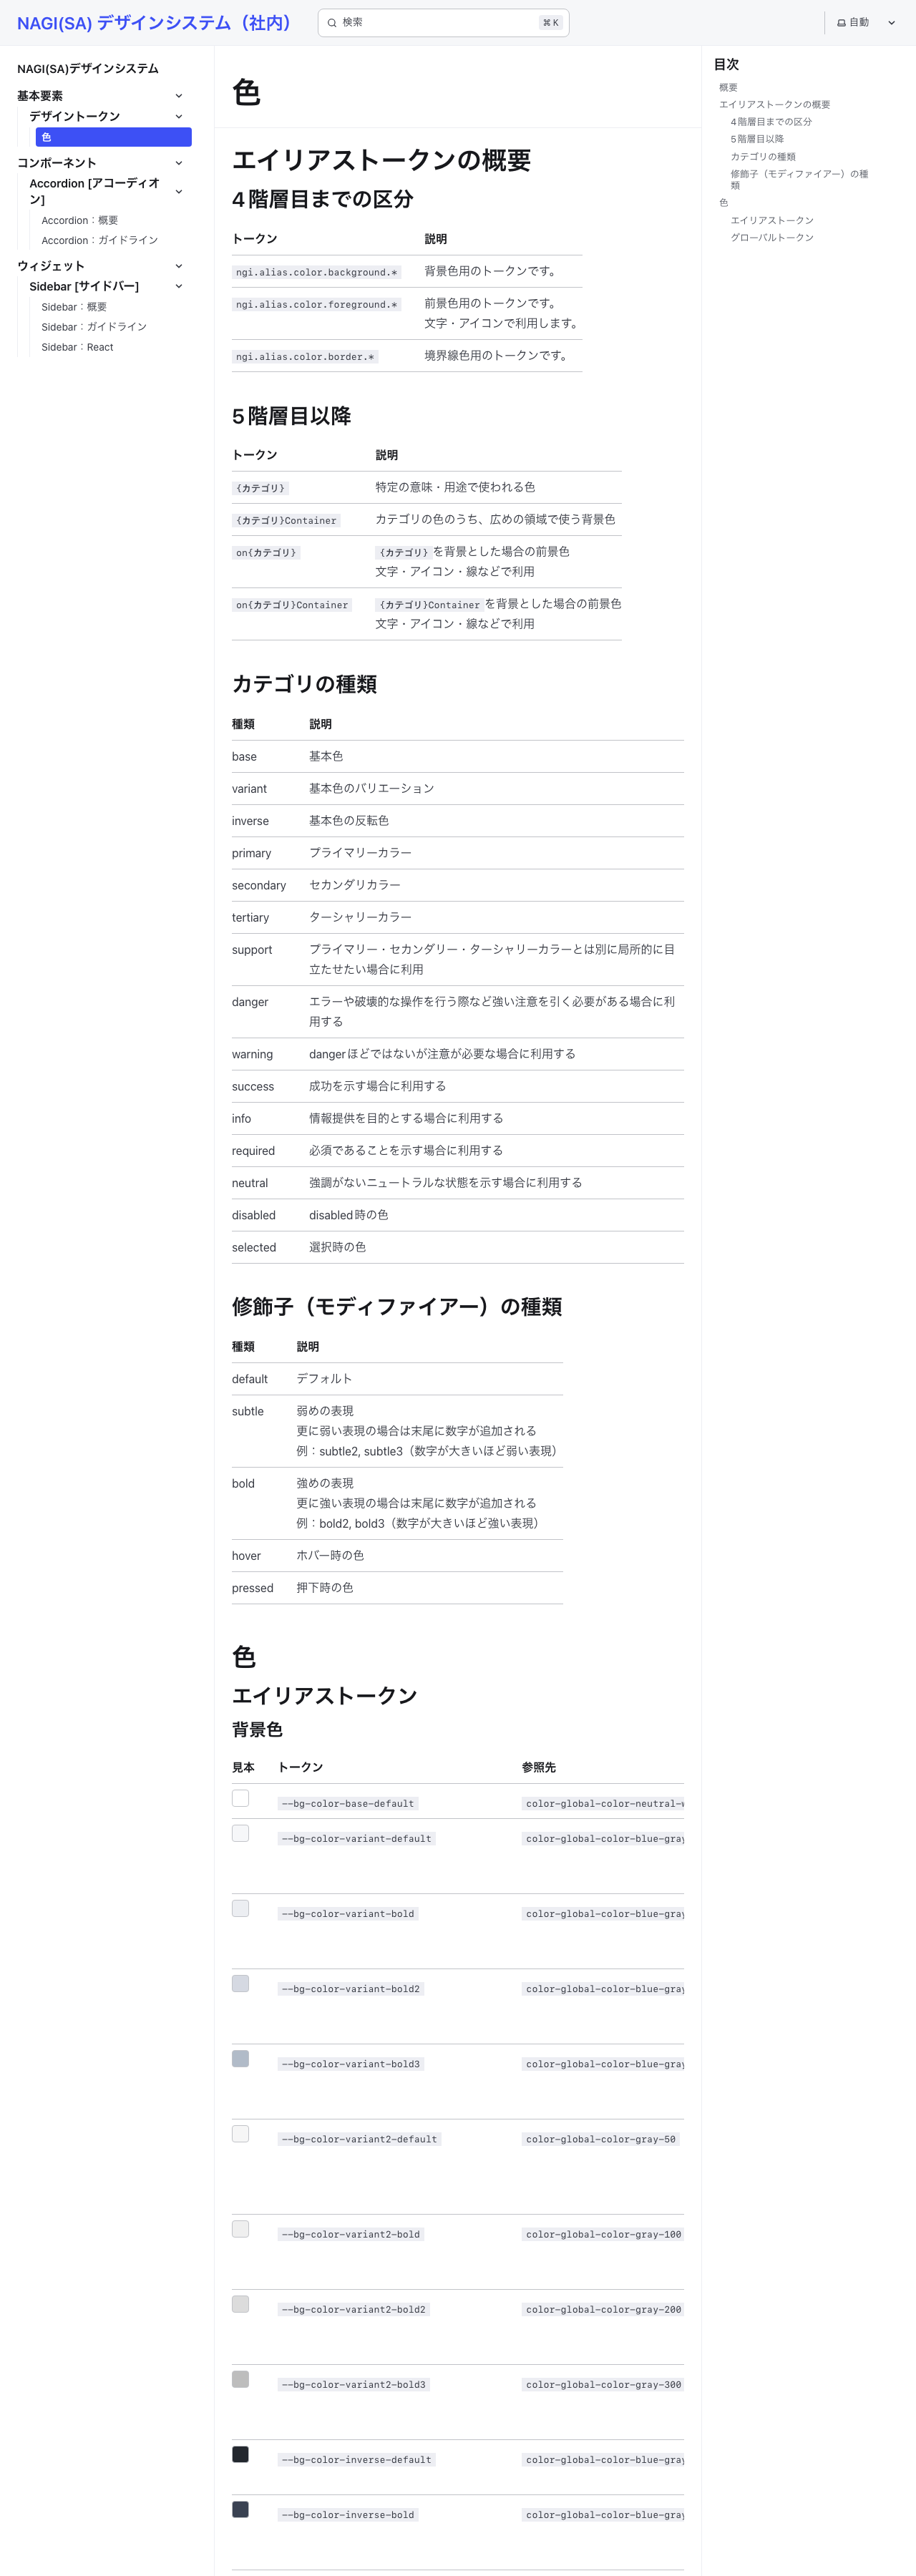 NAGI(SA) デザインシステム（社内）
検索
⌘ K
自動
NAGI(SA)デザインシステム
基本要素
デザイントークン
色
コンポーネント
Accordion [アコーディオ
ン]
Accordion：概要
Accordion：ガイドライン
ウィジェット
Sidebar [サイドバー]
Sidebar：概要
Sidebar：ガイドライン
Sidebar：React
色
エイリアストークンの概要
4階層目までの区分
トークン 説明
ngi.alias.color.background.* 背景色用のトークンです。
ngi.alias.color.foreground.* 前景色用のトークンです。
文字・アイコンで利用します。
ngi.alias.color.border.* 境界線色用のトークンです。
5階層目以降
トークン 説明
{カテゴリ} 特定の意味・用途で使われる色
{カテゴリ}Container カテゴリの色のうち、広めの領域で使う背景色
on{カテゴリ} {カテゴリ} を背景とした場合の前景色
文字・アイコン・線などで利用
on{カテゴリ}Container {カテゴリ}Container を背景とした場合の前景色
文字・アイコン・線などで利用
カテゴリの種類
種類 説明
base 基本色
variant 基本色のバリエーション
inverse 基本色の反転色
primary プライマリーカラー
secondary セカンダリカラー
tertiary ターシャリーカラー
support プライマリー・セカンダリー・ターシャリーカラーとは別に局所的に目
立たせたい場合に利用
danger エラーや破壊的な操作を行う際など強い注意を引く必要がある場合に利
用する
warning dangerほどではないが注意が必要な場合に利用する
success 成功を示す場合に利用する
info 情報提供を目的とする場合に利用する
required 必須であることを示す場合に利用する
neutral 強調がないニュートラルな状態を示す場合に利用する
disabled disabled時の色
selected 選択時の色
修飾子（モディファイアー）の種類
種類 説明
default デフォルト
subtle 弱めの表現
更に弱い表現の場合は末尾に数字が追加される
例：subtle2, subtle3（数字が大きいほど弱い表現）
bold 強めの表現
更に強い表現の場合は末尾に数字が追加される
例：bold2, bold3（数字が大きいほど強い表現）
hover ホバー時の色
pressed 押下時の色
色
エイリアストークン
背景色
見本 トークン 参照先
--bg-color-base-default color-global-color-neutral-w
--bg-color-variant-default color-global-color-blue-gray
--bg-color-variant-bold color-global-color-blue-gray
--bg-color-variant-bold2 color-global-color-blue-gray
--bg-color-variant-bold3 color-global-color-blue-gray
--bg-color-variant2-default color-global-color-gray-50
--bg-color-variant2-bold color-global-color-gray-100
--bg-color-variant2-bold2 color-global-color-gray-200
--bg-color-variant2-bold3 color-global-color-gray-300
--bg-color-inverse-default color-global-color-blue-gray
--bg-color-inverse-bold color-global-color-blue-gray
目次
概要
エイリアストークンの概要
4階層目までの区分
5階層目以降
カテゴリの種類
修飾子（モディファイアー）の種
類
色
エイリアストークン
グローバルトークン